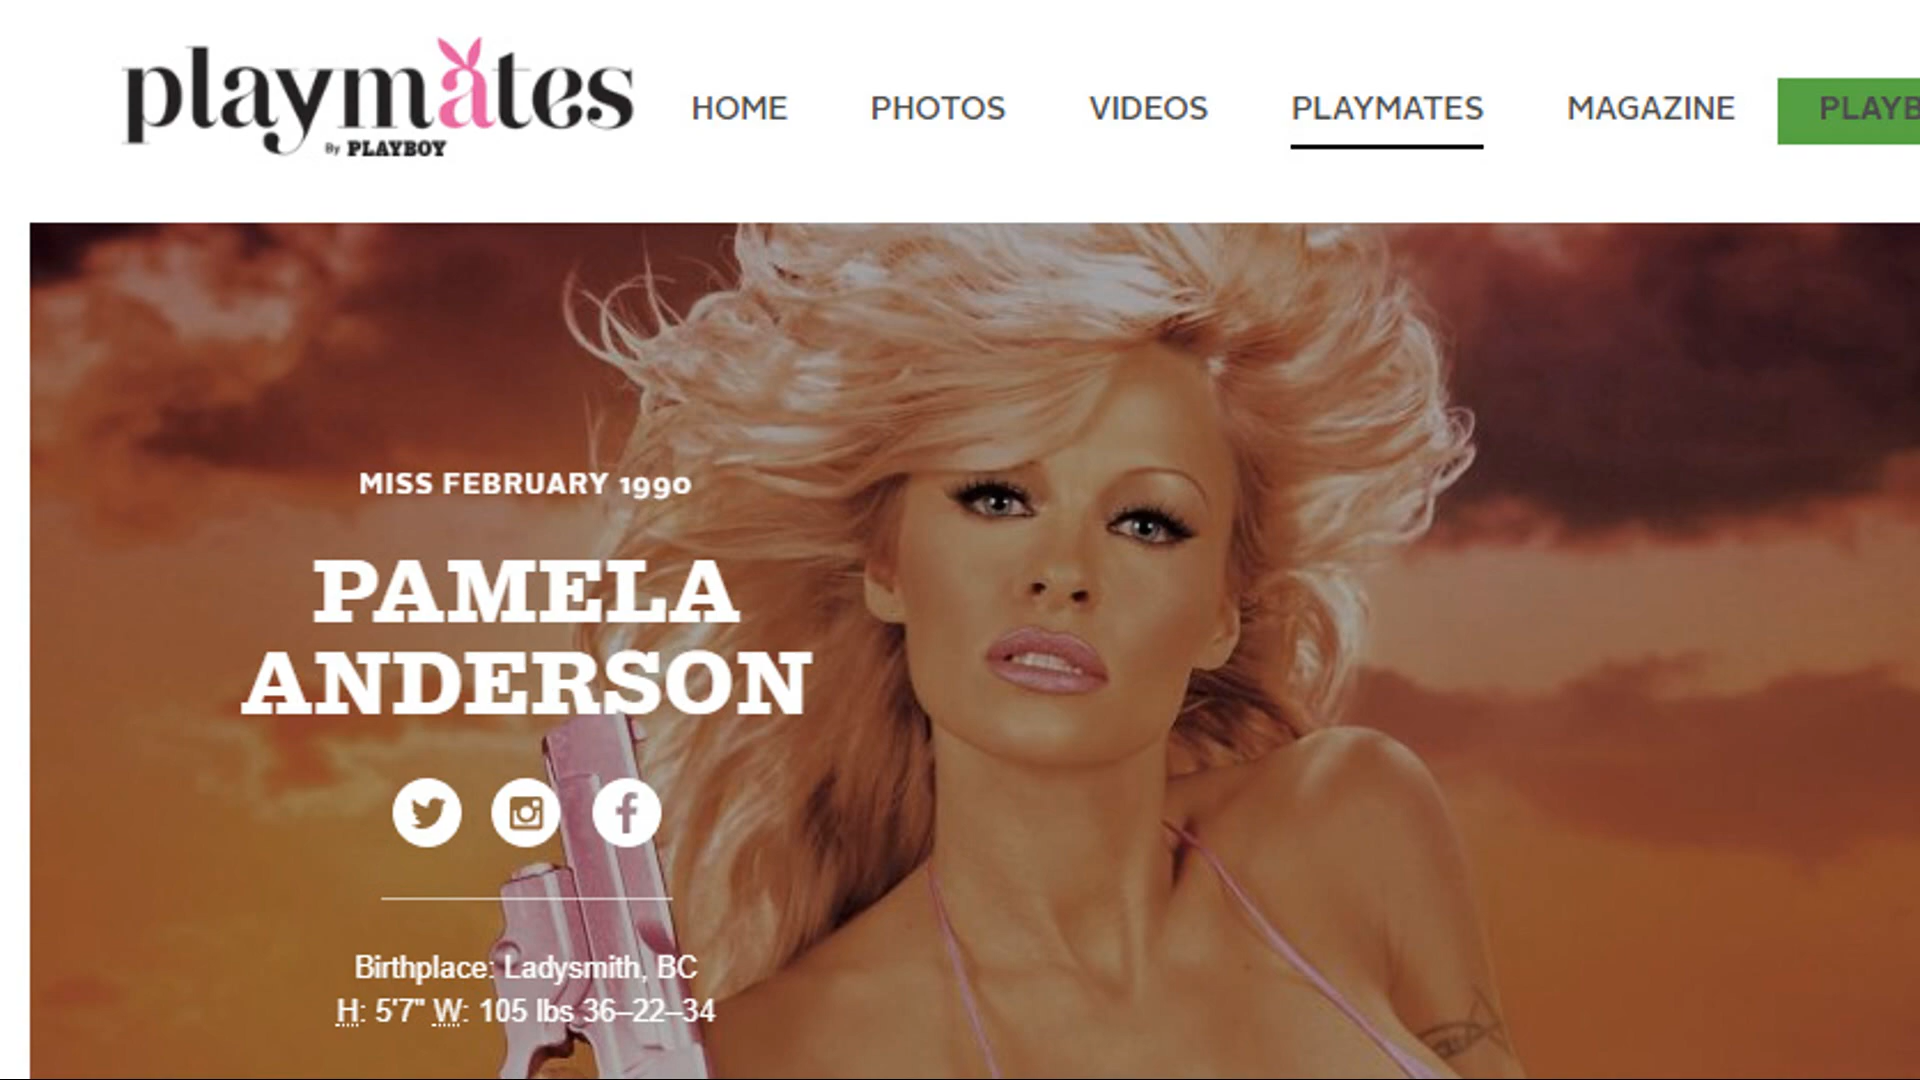 playmates
By PLAYBOY
HOME PHOTOS VIDEOS PLAYMATES MAGAZINE PLAYB
MISS FEBRUARY 1990
PAMELA
ANDERSON
Birthplace: Ladysmith, BC
H: 5'7" W: 105 lbs 36–22–34